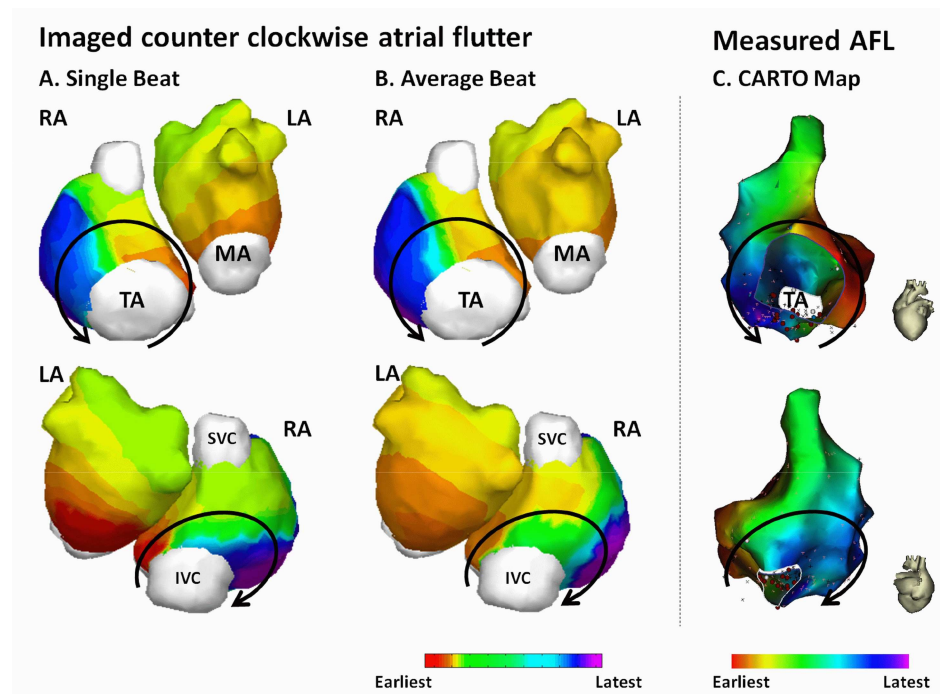 Imaged counter clockwise atrial flutter
Measured AFL
A. Single Beat
B. Average Beat
C. CARTO Map
RA
LA
RA
LA
MA
TA
MA
TA
TA
LA
SVC
RA
LA
SVC
RA
IVC
IVC
Earliest
Latest
Earliest
Latest